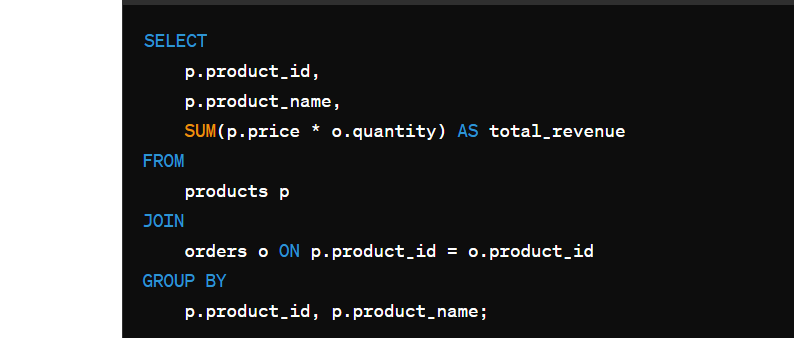 SELECT
    p.product_id,
    p.product_name,
    SUM(p.price * o.quantity) AS total_revenue
FROM
    products p
JOIN
    orders o ON p.product_id = o.product_id
GROUP BY
    p.product_id, p.product_name;